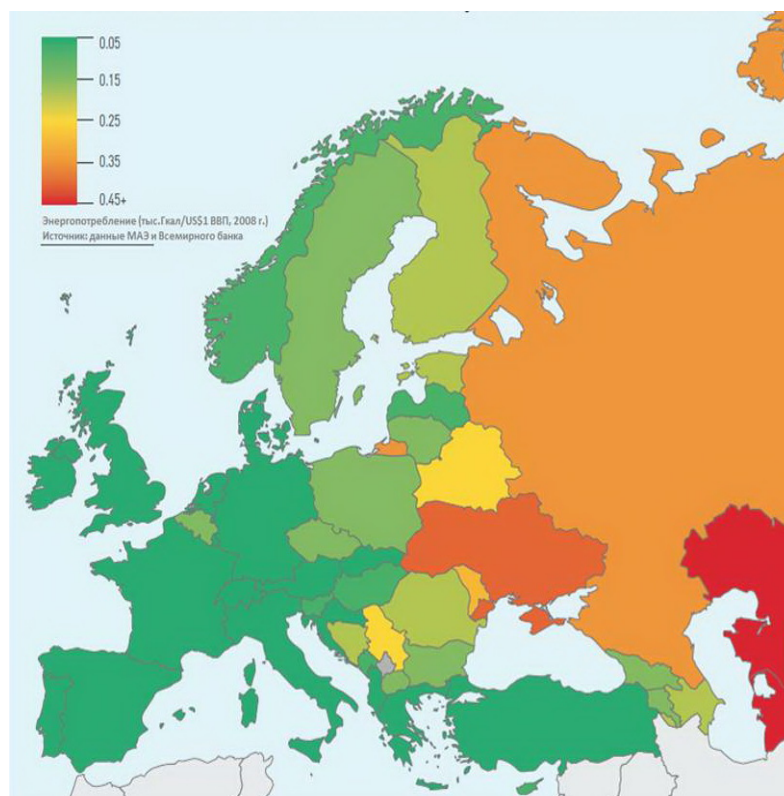 0.05
0.15
0.25
0.35
0.45+
Энергопотребление (тыс.Гкал/US$1 ВВП, 2008 г.)
Источник: данные МАЭ и Всемирного банка